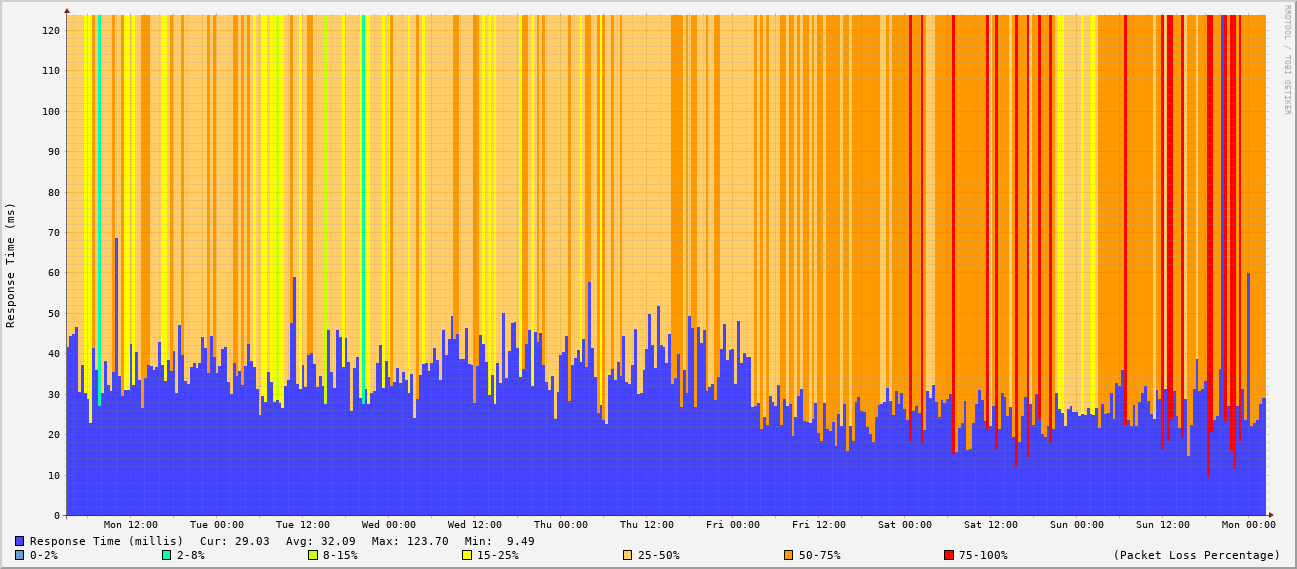 RRDTOOL / TOBI OETIKER
Response Time (ms)
120
110
100
90
80
70
60
50
40
30
20
10
0
Mon 12:00 Tue 00:00 Tue 12:00 Wed 00:00 Wed 12:00 Thu 00:00 Thu 12:00 Fri 00:00 Fri 12:00 Sat 00:00 Sat 12:00 Sun 00:00 Sun 12:00 Mon 00:00
Response Time (millis) Cur: 29.03 Avg: 32.09 Max: 123.70 Min: 9.49
0-2% 2-8% 8-15% 15-25% 25-50% 50-75% 75-100% (Packet Loss Percentage)